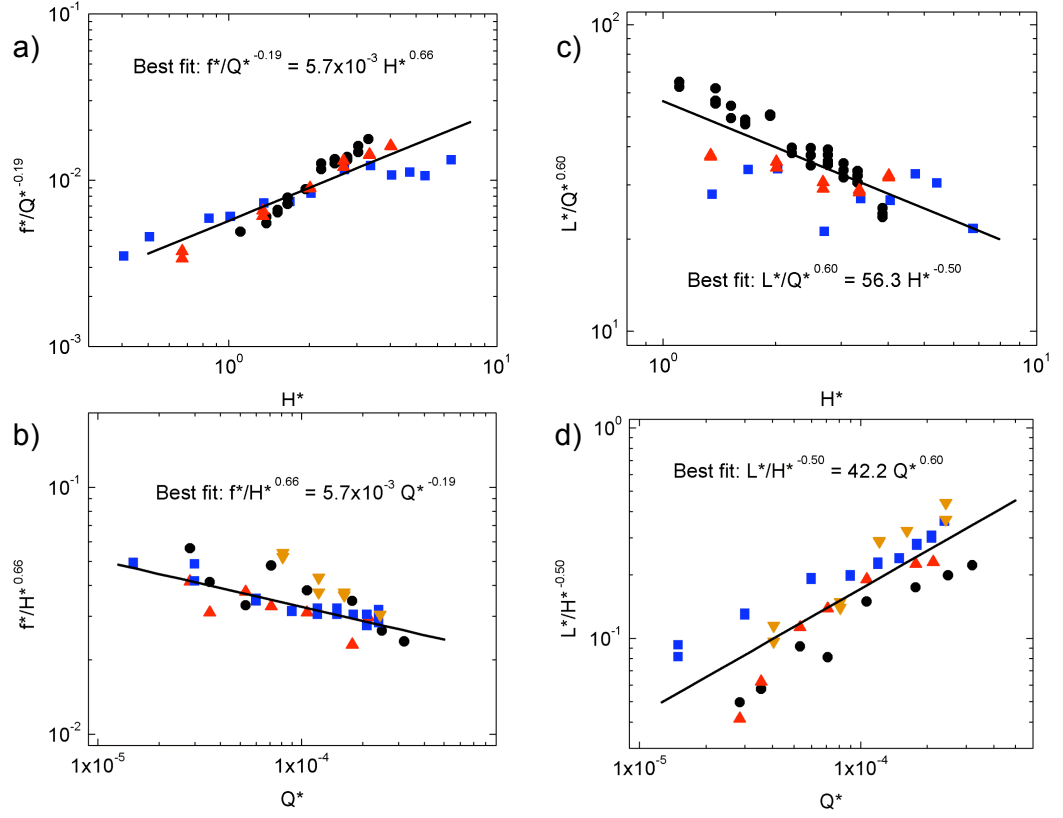 a)
10^-1
10^-2
10^-3
f*/Q*^-0.19
Best fit: f*/Q*^-0.19 = 5.7x10^-3 H*^0.66
10^0
10^1
H*
c)
10^2
10^1
L*/Q*^0.60
Best fit: L*/Q*^0.60 = 56.3 H*^-0.50
10^0
10^1
H*
b)
10^-1
10^-2
f*/H*^0.66
Best fit: f*/H*^0.66 = 5.7x10^-3 Q*^-0.19
1x10^-5
1x10^-4
Q*
d)
10^0
10^-1
L*/H*^-0.50
Best fit: L*/H*^-0.50 = 42.2 Q*^0.60
1x10^-5
1x10^-4
Q*